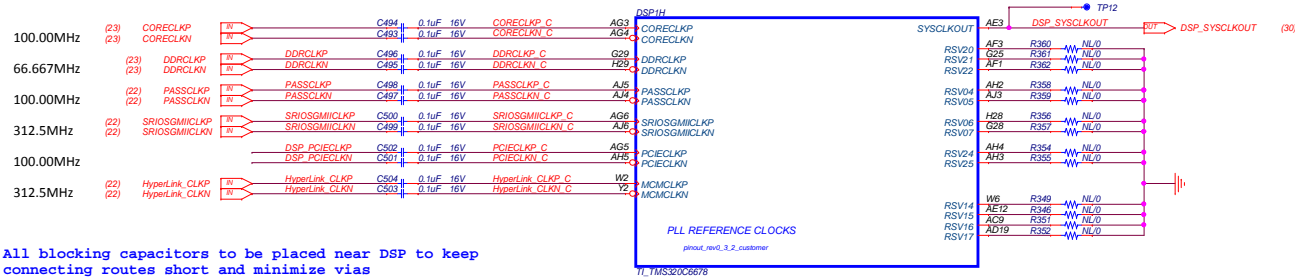 DSP1H
TP12
100.00MHz (23) CORECLKP IN CORECLKP C494 0.1uF 16V CORECLKP_C AG3 CORECLKP SYSCLKOUT AE3 DSP_SYSCLKOUT OUT DSP_SYSCLKOUT (30)
(23) CORECLKN IN CORECLKN C493 0.1uF 16V CORECLKN_C AG4 CORECLKN
RSV20 AF3 R360 NL/0
66.667MHz (23) DDRCLKP IN DDRCLKP C496 0.1uF 16V DDRCLKP_C G29 DDRCLKP RSV21 G25 R361 NL/0
(23) DDRCLKN IN DDRCLKN C495 0.1uF 16V DDRCLKN_C H29 DDRCLKN RSV22 AF1 R362 NL/0
100.00MHz (22) PASSCLKP IN PASSCLKP C498 0.1uF 16V PASSCLKP_C AJ5 PASSCLKP RSV04 AH2 R358 NL/0
(22) PASSCLKN IN PASSCLKN C497 0.1uF 16V PASSCLKN_C AJ4 PASSCLKN RSV05 AJ3 R359 NL/0
312.5MHz (22) SRIOSGMIICLKP IN SRIOSGMIICLKP C500 0.1uF 16V SRIOSGMIICLKP_C AG6 SRIOSGMIICLKP RSV06 H28 R356 NL/0
(22) SRIOSGMIICLKN IN SRIOSGMIICLKN C499 0.1uF 16V SRIOSGMIICLKN_C AJ6 SRIOSGMIICLKN RSV07 G28 R357 NL/0
100.00MHz DSP_PCIECLKP C502 0.1uF 16V PCIECLKP_C AG5 PCIECLKP RSV24 AH4 R354 NL/0
DSP_PCIECLKN C501 0.1uF 16V PCIECLKN_C AH5 PCIECLKN RSV25 AH3 R355 NL/0
312.5MHz (22) HyperLink_CLKP IN HyperLink_CLKP C504 0.1uF 16V HyperLink_CLKP_C W2 MCMCLKP
(22) HyperLink_CLKN IN HyperLink_CLKN C503 0.1uF 16V HyperLink_CLKN_C Y2 MCMCLKN
RSV14 W6 R349 NL/0
RSV15 AE12 R346 NL/0
RSV16 AC9 R351 NL/0
RSV17 AD19 R352 NL/0
PLL REFERENCE CLOCKS
pinout_rev0_3_2_customer
TI_TMS320C6678
All blocking capacitors to be placed near DSP to keep
connecting routes short and minimize vias